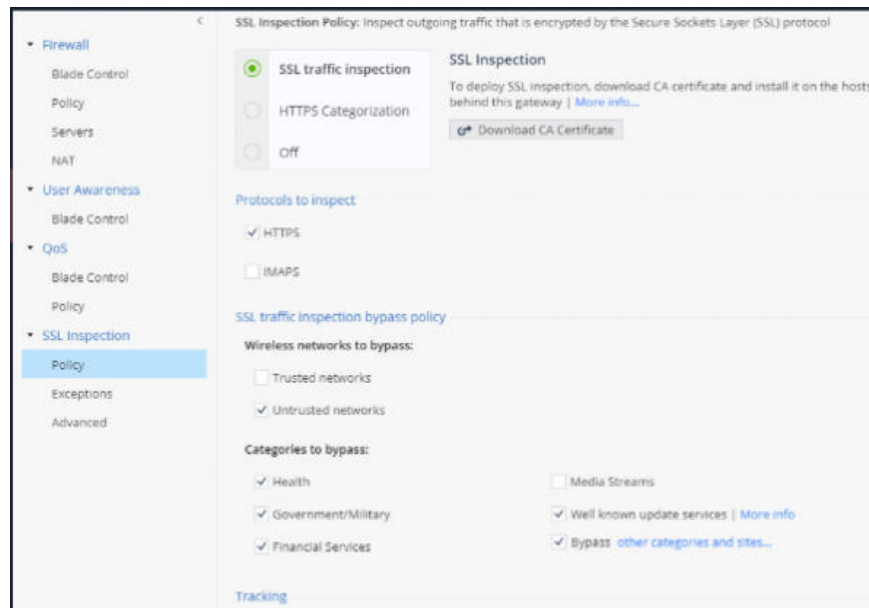 SSL Inspection Policy: Inspect outgoing traffic that is encrypted by the Secure Sockets Layer (SSL) protocol
Firewall
Blade Control
Policy
Servers
NAT
User Awareness
Blade Control
QoS
Blade Control
Policy
SSL Inspection
Policy
Exceptions
Advanced
SSL traffic inspection
HTTPS Categorization
Off
SSL Inspection
To deploy SSL inspection, download CA certificate and install it on the hosts
behind this gateway | More info...
Download CA Certificate
Protocols to inspect
HTTPS
IMAPS
SSL traffic inspection bypass policy
Wireless networks to bypass:
Trusted networks
Untrusted networks
Categories to bypass:
Health
Government/Military
Financial Services
Media Streams
Well known update services | More info
Bypass other categories and sites...
Tracking